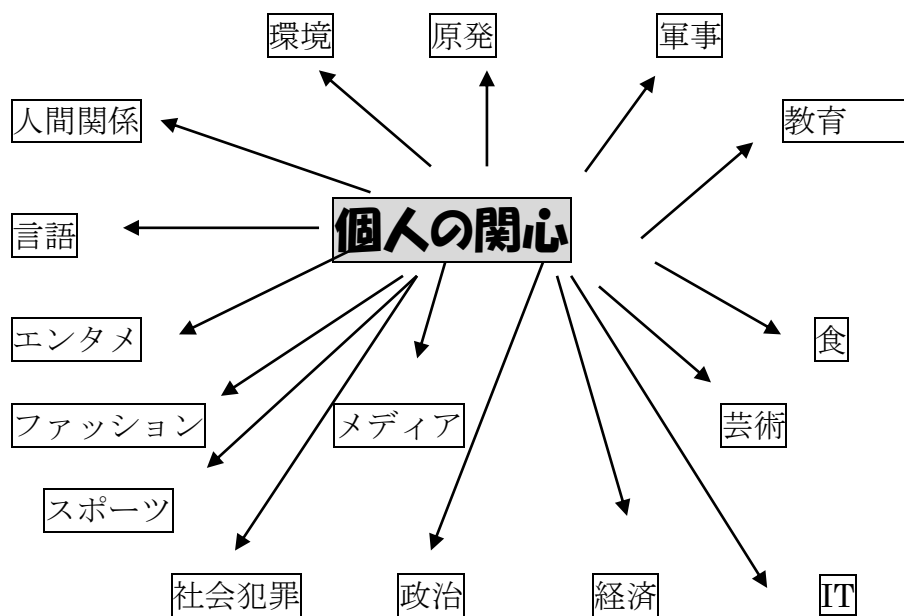 環境
原発
軍事
人間関係
教育
個人の関心
言語
エンタメ
食
ファッション
メディア
芸術
スポーツ
社会犯罪
政治
経済
IT